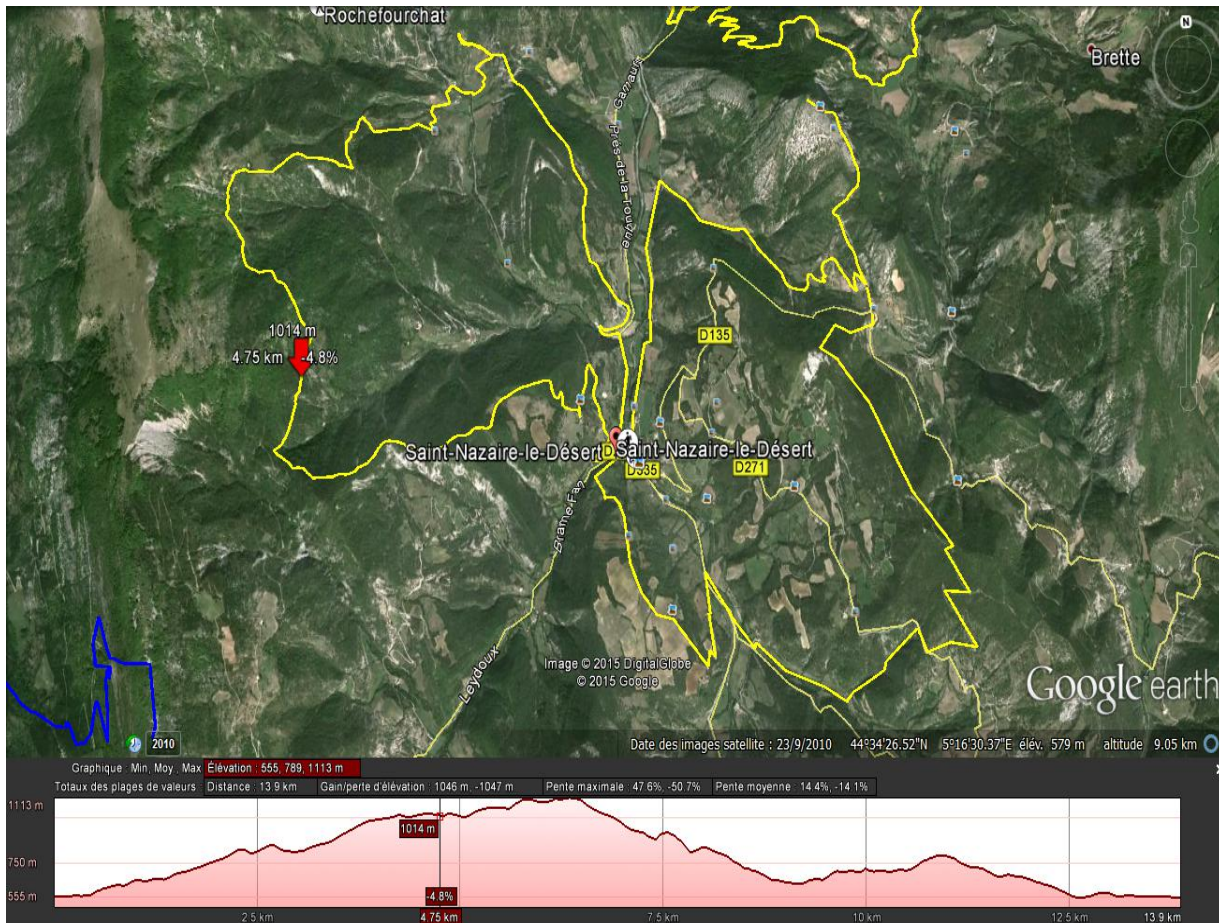 Rochefourchat
N
Brette
Gamaury
Prés-de-la-Touche
1014 m
4.75 km -4.8%
D135
Saint-Nazaire-le-Désert
Saint-Nazaire-le-Désert
D271
Leydoux
Image © 2015 DigitalGlobe
© 2015 Google
Google earth
2010
Date des images satellite : 23/9/2010 44°34'26.52"N 5°16'30.37"E élév. 579 m altitude 9.05 km
Graphique : Min, Moy., Max Élévation : 555, 789, 1113 m
Totaux des plages de valeurs Distance : 13.9 km Gain/perte d'élévation : 1046 m, -1047 m Pente maximale : 47.6%, -50.7% Pente moyenne : 14.4%, -14.1%
1113 m
1014 m
750 m
555 m
-4.8%
2.5 km 4.75 km 7.5 km 10 km 12.5 km 13.9 km